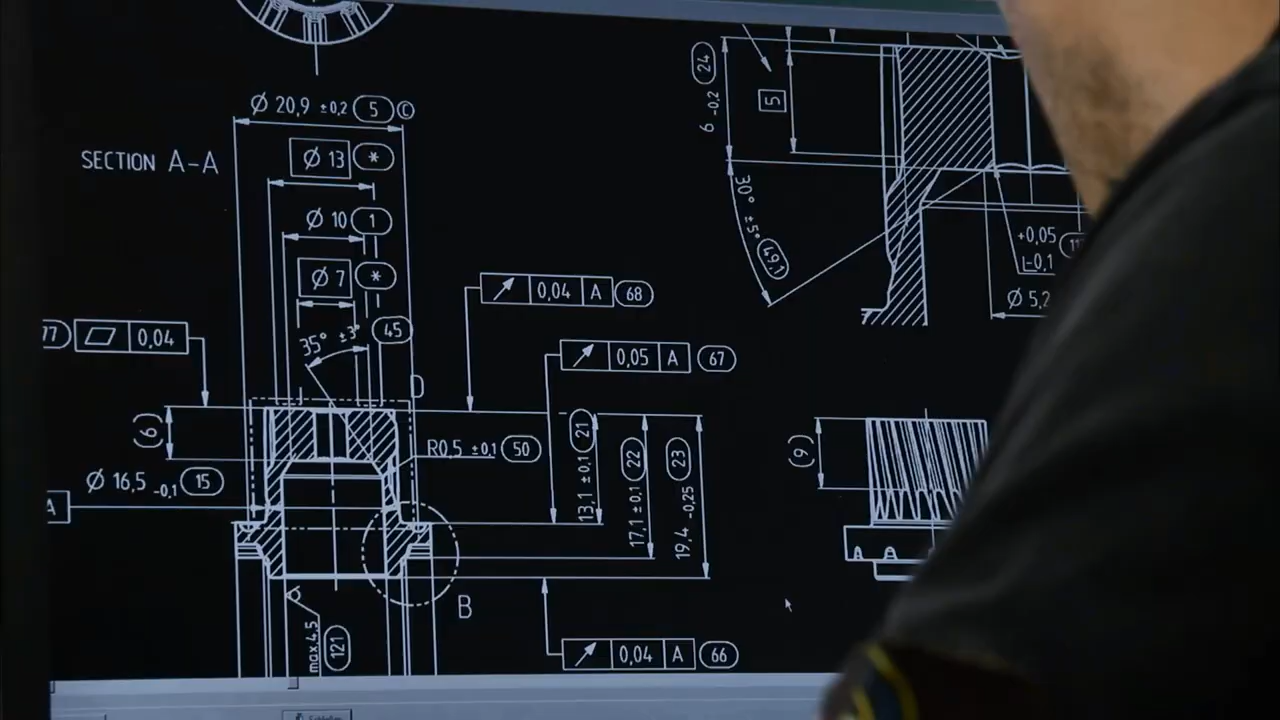 Ø 20,9 ±0,2 5 C
SECTION A-A
Ø 13 *
Ø 10 1
Ø 7 *
35° ±3° 45
77 0,04
0,04 A 68
0,05 A 67
D
(6)
R0,5 ±0,1 50
Ø 16,5 -0,1 15
A
13,1 ±0,1 21
17,1 ±0,1 22
19,4 -0,25 23
B
max.4,5 121
0,04 A 66
6 -0,2 24
5
30° ±5° 49.1
+0,05
-0,1
Ø 5,2
(9)